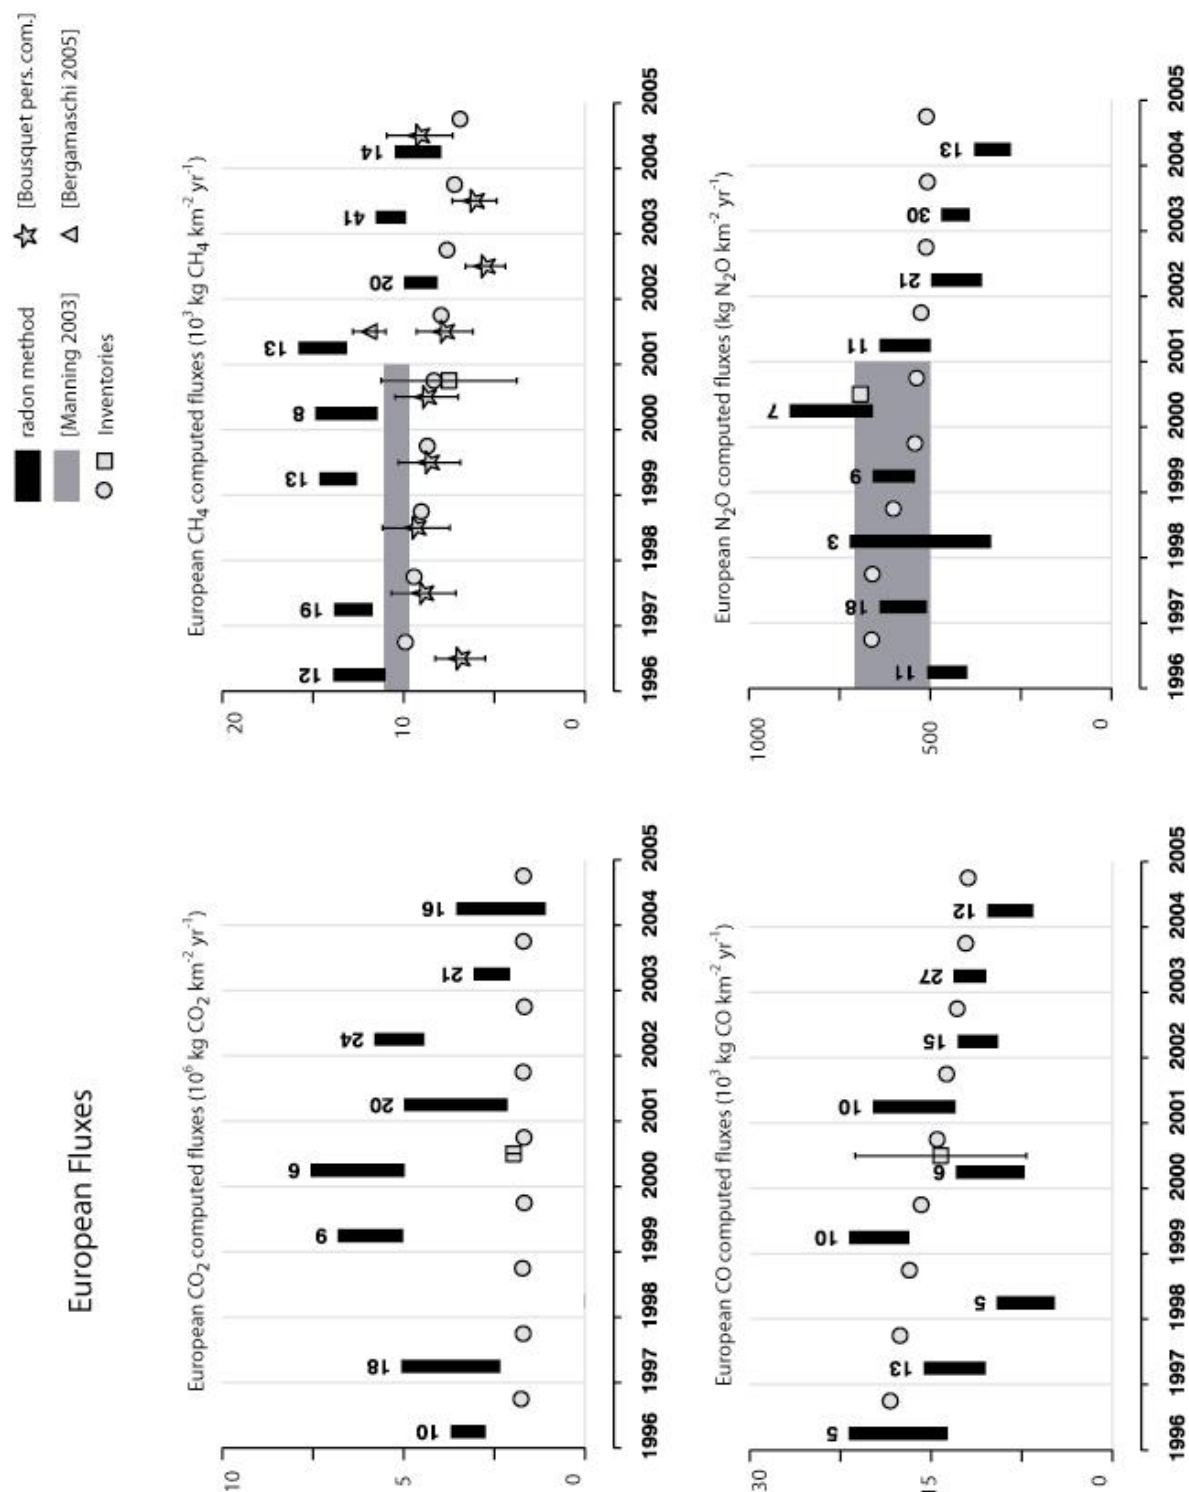 European Fluxes
radon method
[Manning 2003]
Inventories
[Bousquet pers.com.]
[Bergamaschi 2005]
European CO2 computed fluxes (10^6 kg CO2 km^-2 yr^-1)
10
5
0
10 18 9 6 20 24 21 16
1996 1997 1998 1999 2000 2001 2002 2003 2004 2005
European CH4 computed fluxes (10^3 kg CH4 km^-2 yr^-1)
20
10
0
12 19 13 8 13 20 41 14
1996 1997 1998 1999 2000 2001 2002 2003 2004 2005
European CO computed fluxes (10^3 kg CO km^-2 yr^-1)
30
15
0
5 13 5 10 6 10 15 27 12
1996 1997 1998 1999 2000 2001 2002 2003 2004 2005
European N2O computed fluxes (kg N2O km^-2 yr^-1)
1000
500
0
11 18 3 9 7 11 21 30 13
1996 1997 1998 1999 2000 2001 2002 2003 2004 2005